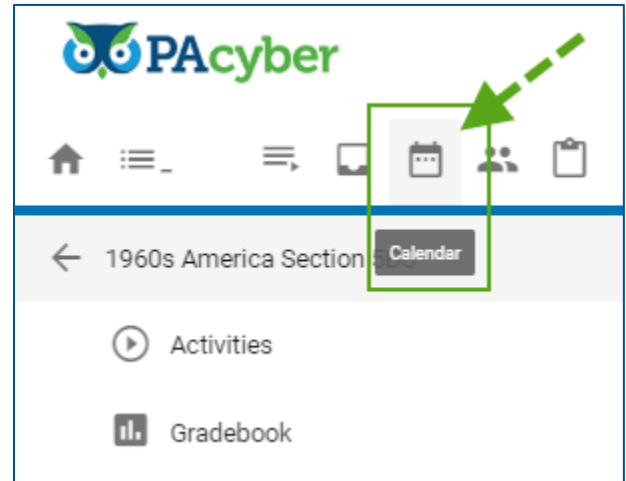 PAcyber
1960s America Section
Calendar
Activities
Gradebook